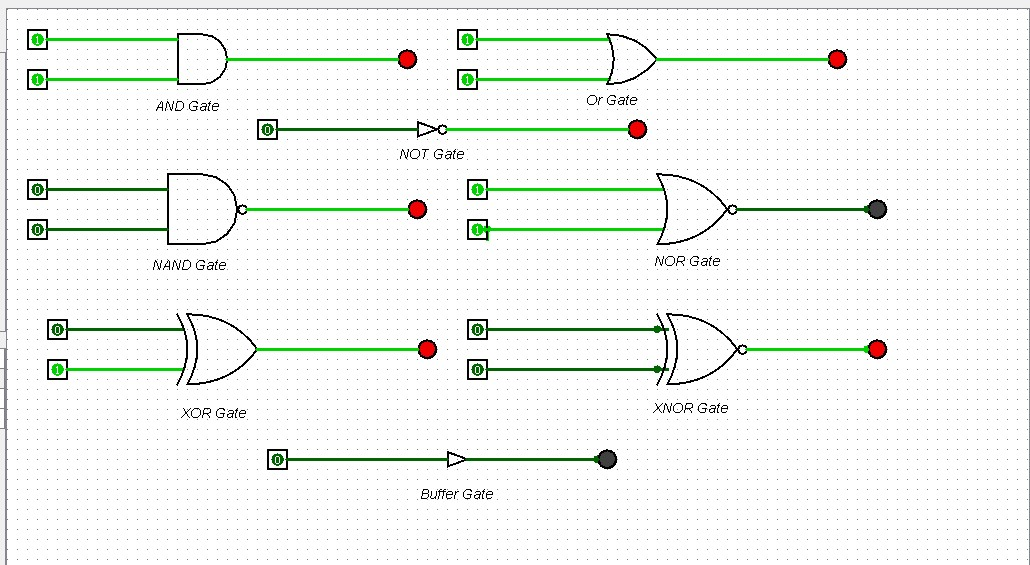 1
1
1
1
AND Gate
Or Gate
0
NOT Gate
0
1
0
1
NAND Gate
NOR Gate
0
0
1
0
XOR Gate
XNOR Gate
0
Buffer Gate